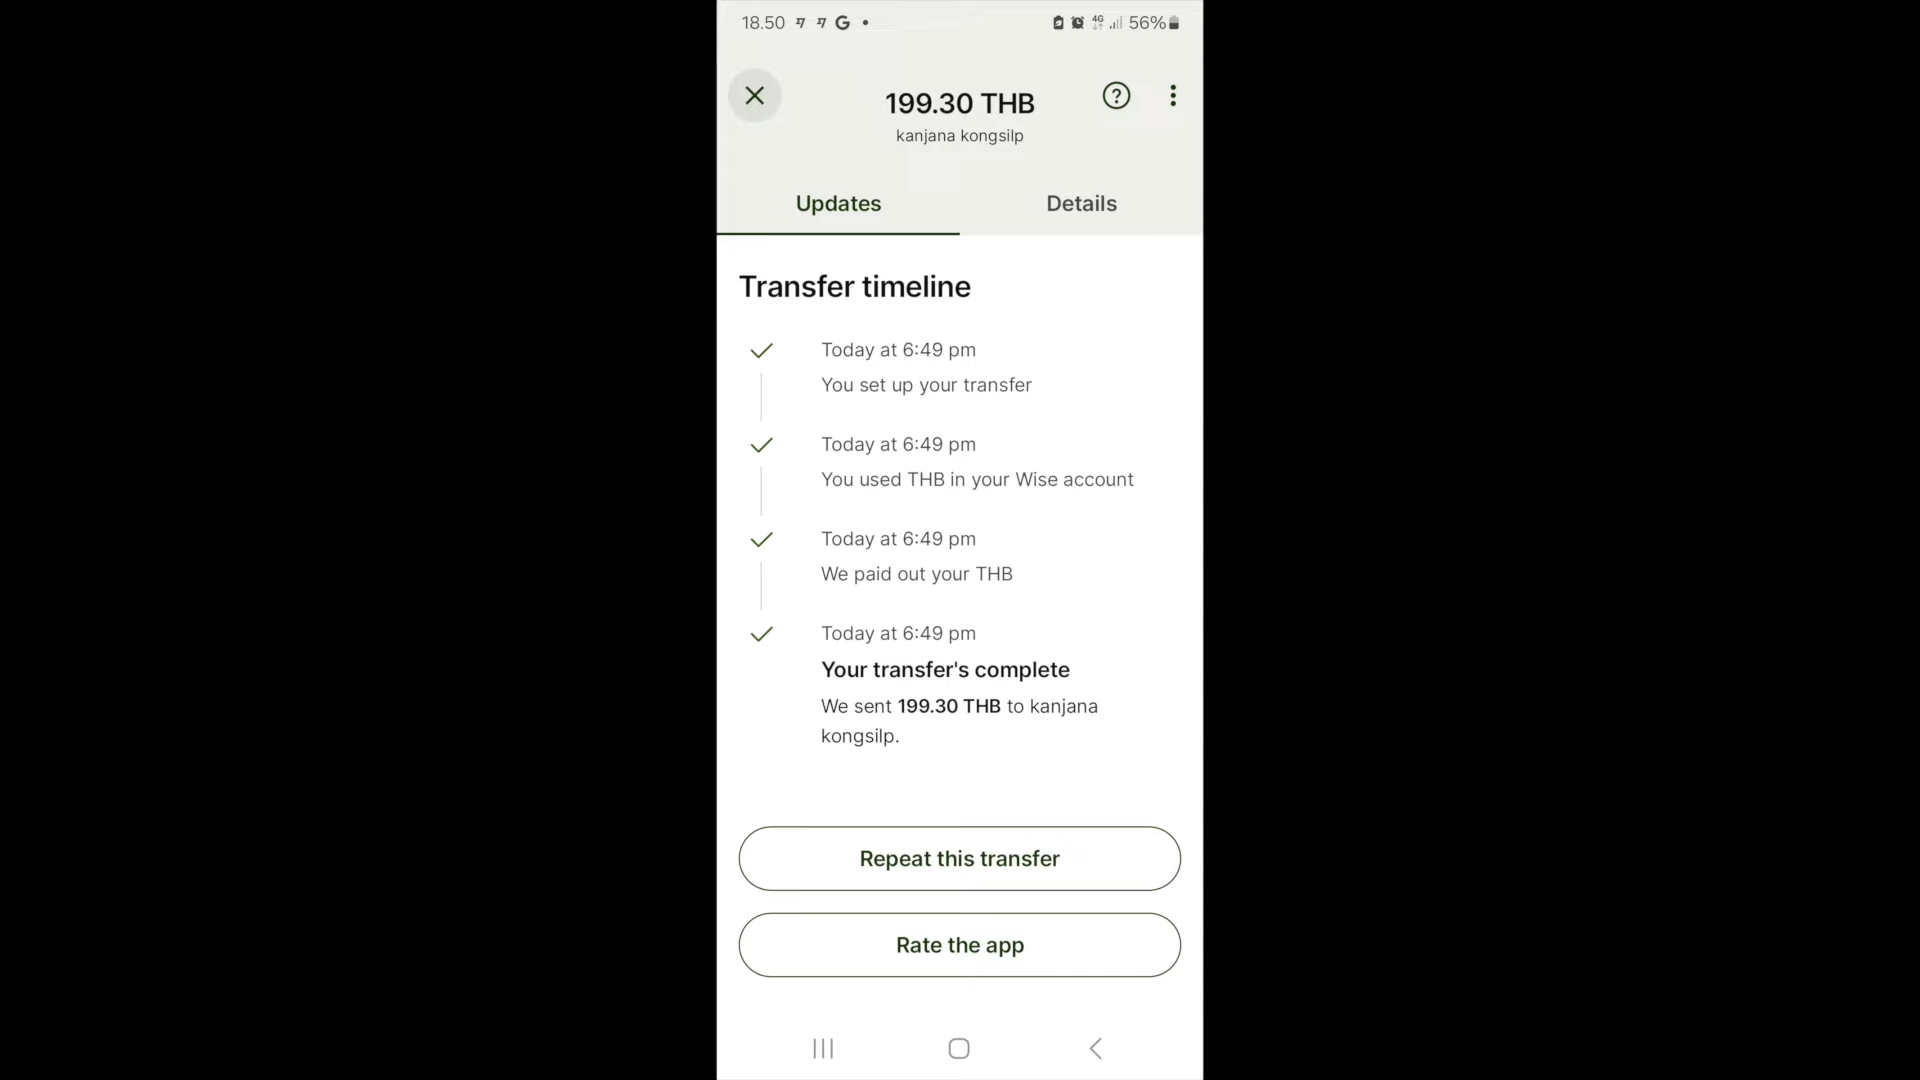 18.50 G 4G 56%
199.30 THB
kanjana kongsilp
Updates Details
Transfer timeline
Today at 6:49 pm
You set up your transfer
Today at 6:49 pm
You used THB in your Wise account
Today at 6:49 pm
We paid out your THB
Today at 6:49 pm
Your transfer's complete
We sent 199.30 THB to kanjana
kongsilp.
Repeat this transfer
Rate the app